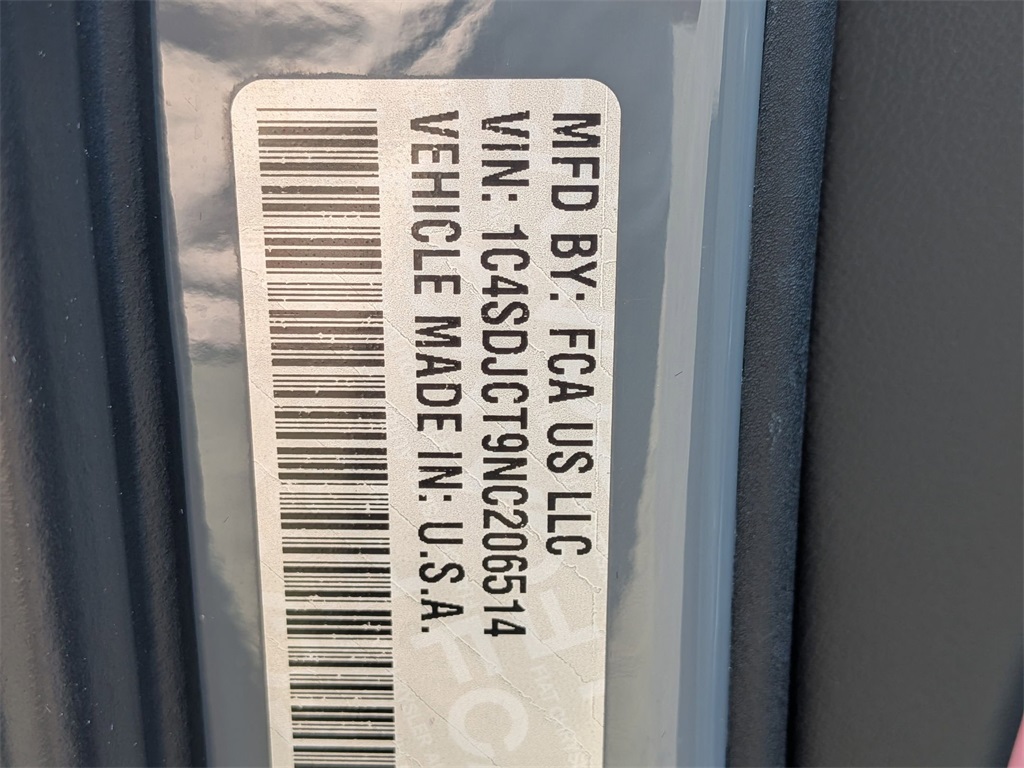 MFD BY: FCA US LLC
VIN: 1C4SDJCT9NC206514
VEHICLE MADE IN: U.S.A.